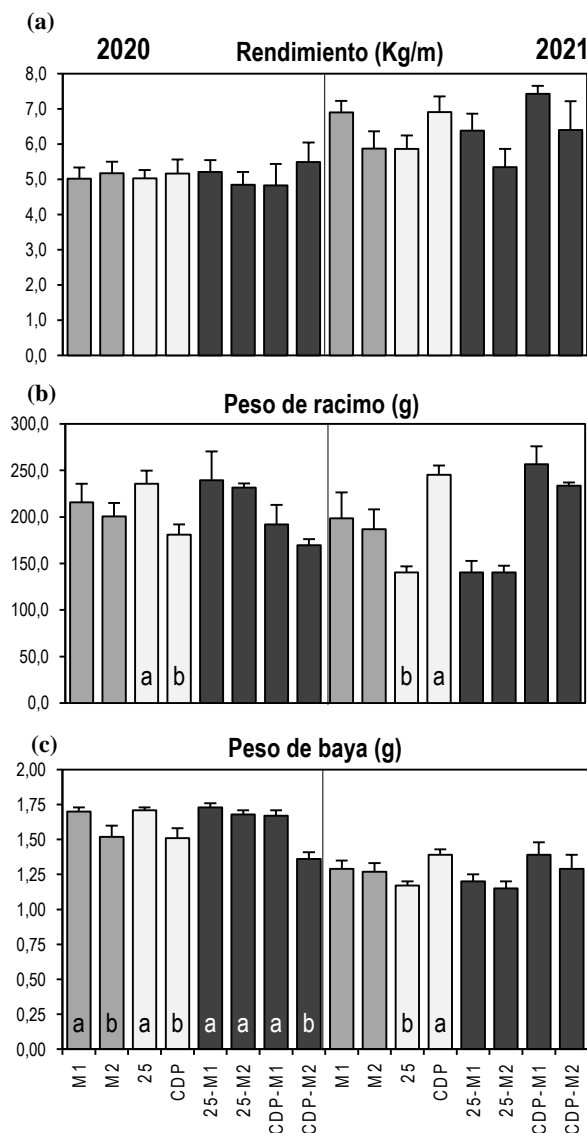 (a)
2020 Rendimiento (Kg/m) 2021
8,0
7,0
6,0
5,0
4,0
3,0
2,0
1,0
0,0
(b)
Peso de racimo (g)
300,0
250,0
200,0
150,0
100,0
50,0
0,0
a b b a
(c)
Peso de baya (g)
2,00
1,75
1,50
1,25
1,00
0,75
0,50
0,25
0,00
a b a b a a a b b a
M1 M2 25 CDP 25-M1 25-M2 CDP-M1 CDP-M2 M1 M2 25 CDP 25-M1 25-M2 CDP-M1 CDP-M2